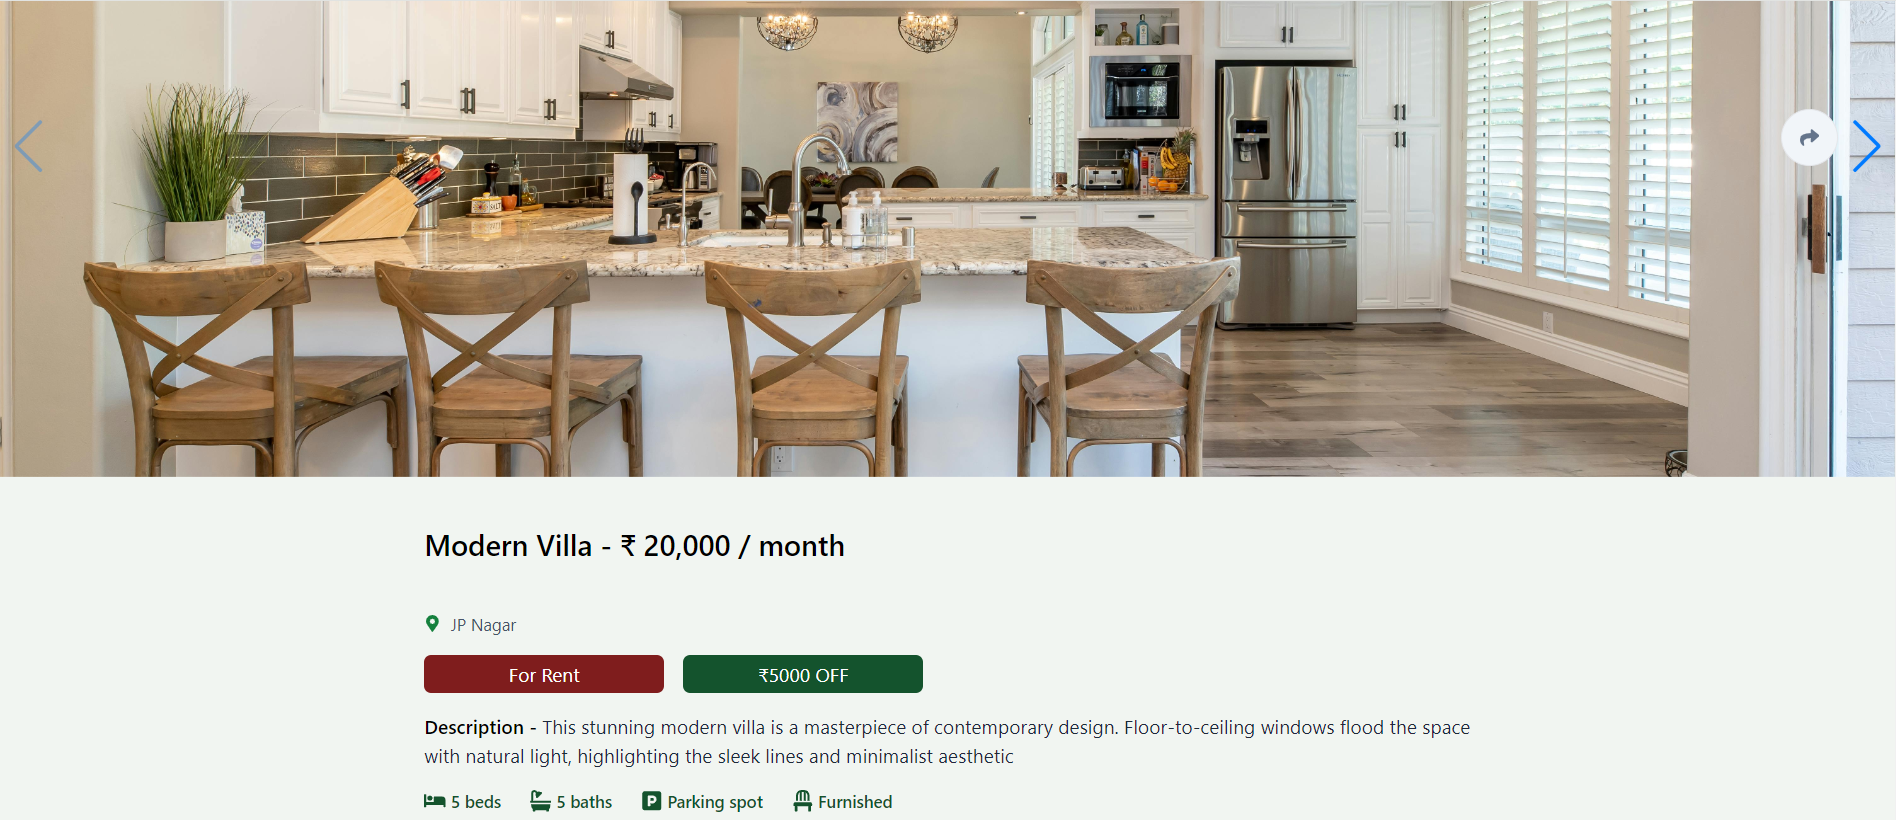 Modern Villa - ₹ 20,000 / month
JP Nagar
For Rent
₹5000 OFF
Description - This stunning modern villa is a masterpiece of contemporary design. Floor-to-ceiling windows flood the space
with natural light, highlighting the sleek lines and minimalist aesthetic
5 beds
5 baths
P
Parking spot
Furnished